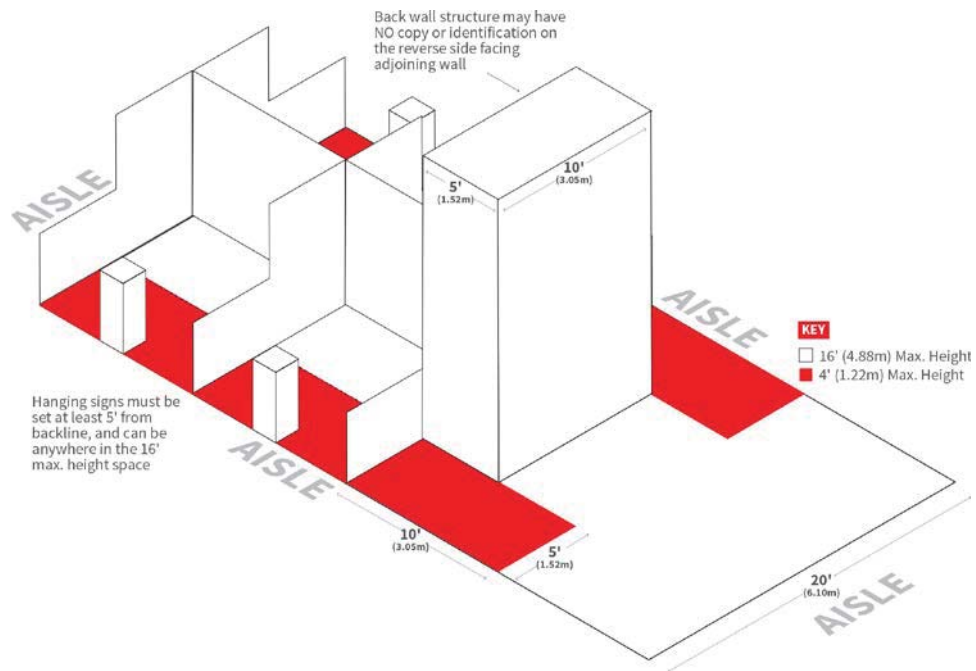 Back wall structure may have
NO copy or identification on
the reverse side facing
adjoining wall
AISLE
5'
(1.52m)
10'
(3.05m)
AISLE
KEY
16' (4.88m) Max. Height
4' (1.22m) Max. Height
Hanging signs must be
set at least 5' from
backline, and can be
anywhere in the 16'
max. height space
AISLE
10'
(3.05m)
5'
(1.52m)
20'
(6.10m)
AISLE